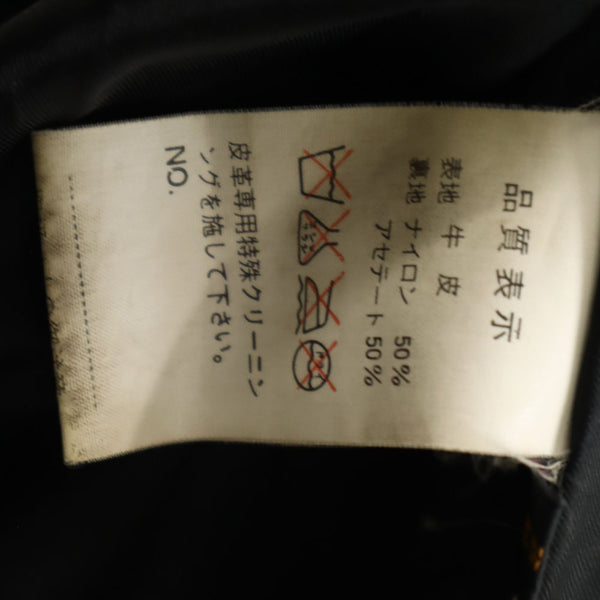 品質表示
表地 牛皮
裏地 ナイロン 50%
アセテート 50%
皮革専用特殊クリーニン
ングを施して下さい。
NO.